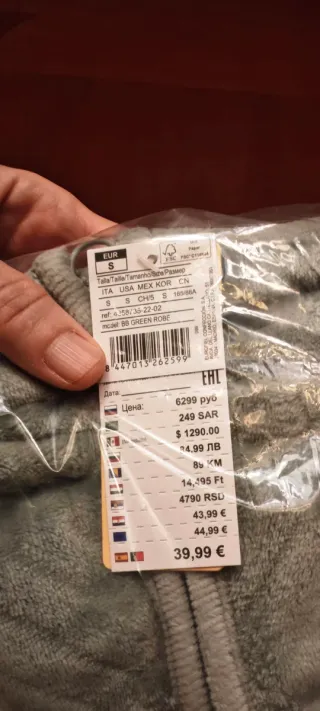 EUR
S
FSC
Talla/Taille/Tamanho/Izba/Размер
ITA USA MEX KOR CN
S S CH/S S 165/88A
model: BB GREEN ROBE
8 447013 262599
EAC
Дата:
Цена: 6299 руб
249 SAR
$ 1290.00
84,99 ЛВ
89 KM
14,495 Ft
4790 RSD
43,99 €
44,99 €
39,99 €